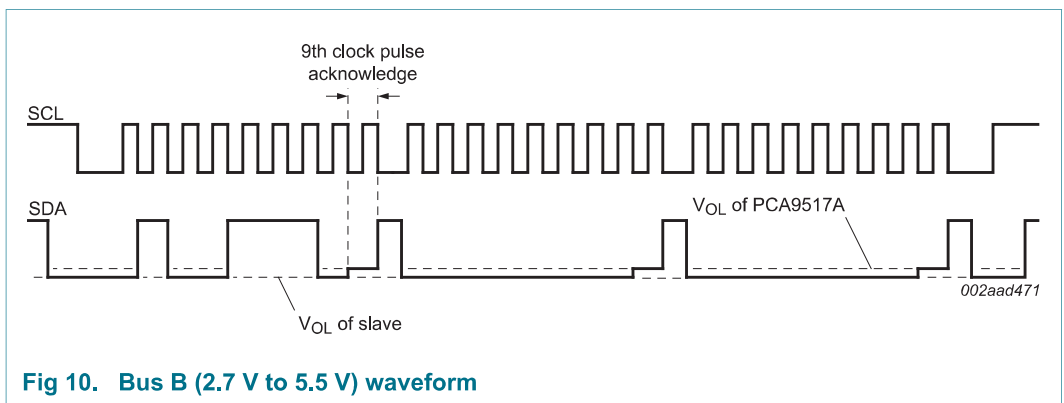 9th clock pulse
acknowledge
SCL
SDA
VOL of PCA9517A
002aad471
VOL of slave
Fig 10. Bus B (2.7 V to 5.5 V) waveform